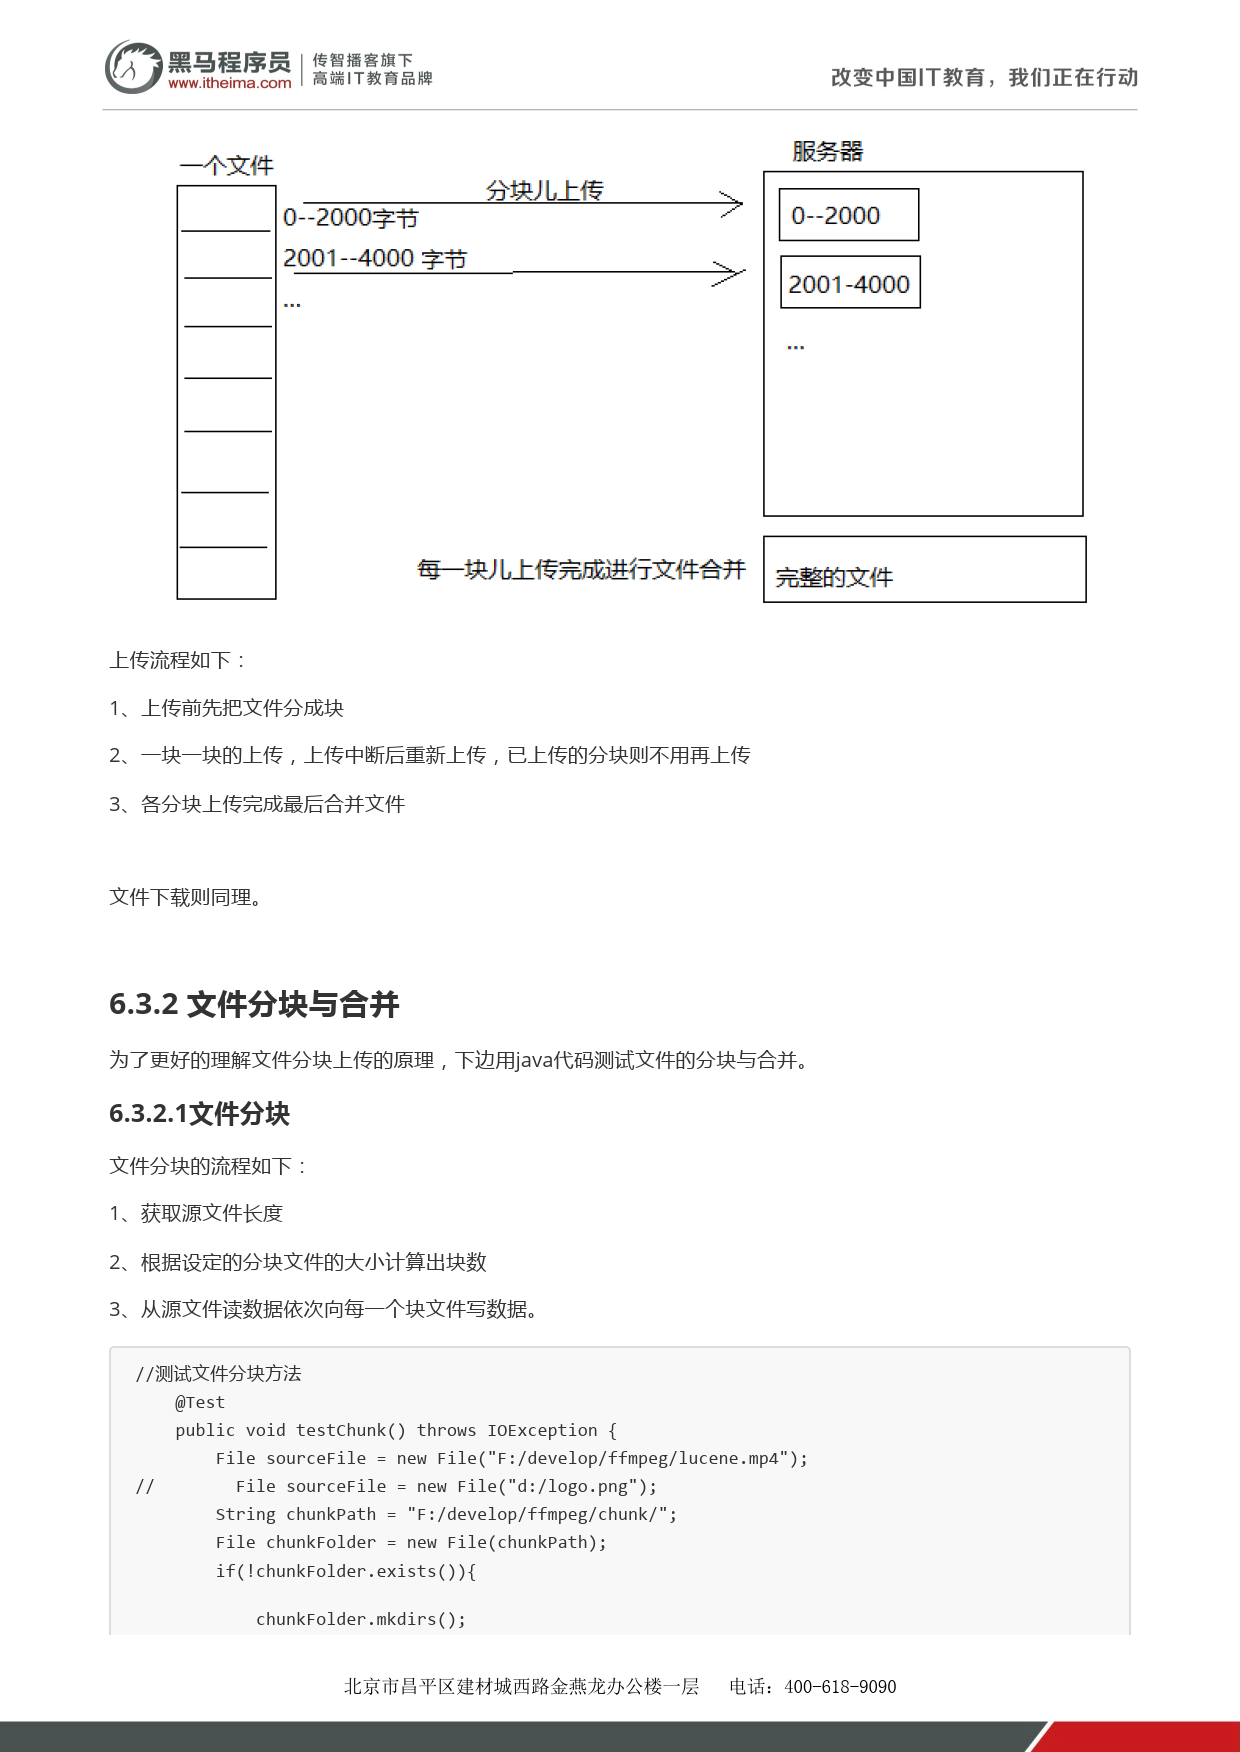 黑马程序员
www.itheima.com
传智播客旗下
高端IT教育品牌
改变中国IT教育，我们正在行动
一个文件
服务器
分块儿上传
0--2000字节
0--2000
2001--4000 字节
2001-4000
...
...
每一块儿上传完成进行文件合并
完整的文件
上传流程如下：
1、上传前先把文件分成块
2、一块一块的上传，上传中断后重新上传，已上传的分块则不用再上传
3、各分块上传完成最后合并文件
文件下载则同理。
6.3.2 文件分块与合并
为了更好的理解文件分块上传的原理，下边用java代码测试文件的分块与合并。
6.3.2.1文件分块
文件分块的流程如下：
1、获取源文件长度
2、根据设定的分块文件的大小计算出块数
3、从源文件读数据依次向每一个块文件写数据。
//测试文件分块方法
    @Test
    public void testChunk() throws IOException {
        File sourceFile = new File("F:/develop/ffmpeg/lucene.mp4");
//        File sourceFile = new File("d:/logo.png");
        String chunkPath = "F:/develop/ffmpeg/chunk/";
        File chunkFolder = new File(chunkPath);
        if(!chunkFolder.exists()){
            chunkFolder.mkdirs();
北京市昌平区建材城西路金燕龙办公楼一层 电话：400-618-9090